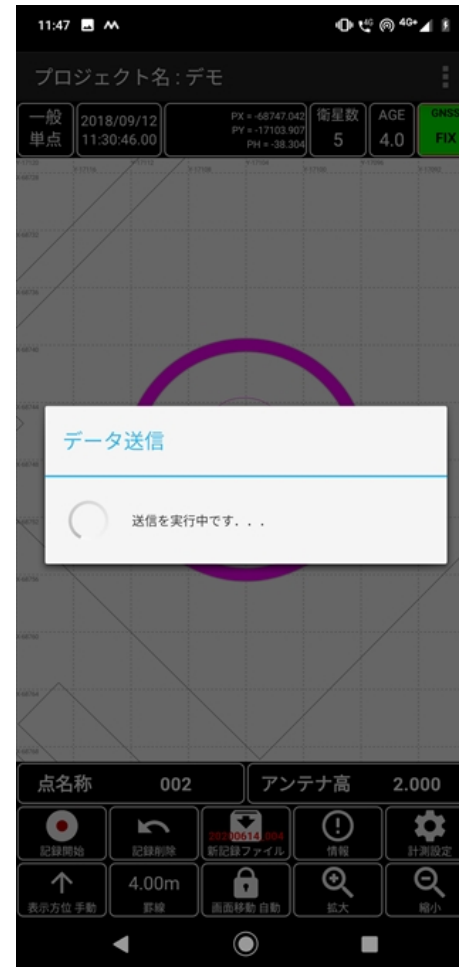 11:47
4G
4G+
プロジェクト名 : デモ
一般
単点
2018/09/12
11:30:46.00
PX = -68747.042
PY = -17103.907
PH = -38.304
衛星数
5
AGE
4.0
GNSS
FIX
データ送信
送信を実行中です．．．
点名称
002
アンテナ高
2.000
記録開始
記録削除
20200614_004
新記録ファイル
情報
計測設定
表示方位 手動
4.00m
罫線
画面移動 自動
拡大
縮小